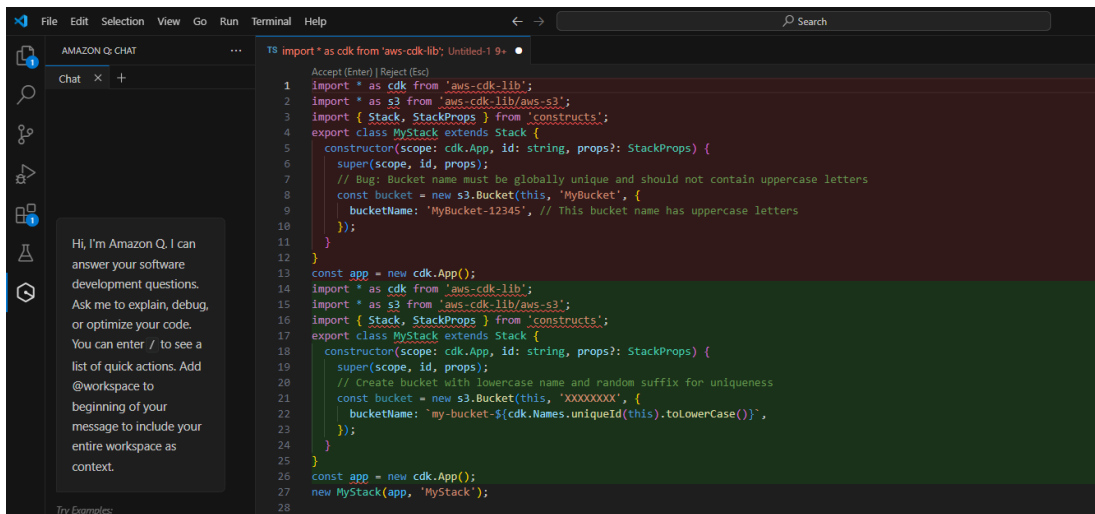 File Edit Selection View Go Run Terminal Help
Search
AMAZON Q: CHAT
Chat
TS import * as cdk from 'aws-cdk-lib'; Untitled-1 9+
Accept (Enter) | Reject (Esc)
1 import * as cdk from 'aws-cdk-lib';
2 import * as s3 from 'aws-cdk-lib/aws-s3';
3 import { Stack, StackProps } from 'constructs';
4 export class MyStack extends Stack {
5 constructor(scope: cdk.App, id: string, props?: StackProps) {
6 super(scope, id, props);
7 // Bug: Bucket name must be globally unique and should not contain uppercase letters
8 const bucket = new s3.Bucket(this, 'MyBucket', {
9 bucketName: 'MyBucket-12345', // This bucket name has uppercase letters
10 });
11 }
12 }
13 const app = new cdk.App();
14 import * as cdk from 'aws-cdk-lib';
15 import * as s3 from 'aws-cdk-lib/aws-s3';
16 import { Stack, StackProps } from 'constructs';
17 export class MyStack extends Stack {
18 constructor(scope: cdk.App, id: string, props?: StackProps) {
19 super(scope, id, props);
20 // Create bucket with lowercase name and random suffix for uniqueness
21 const bucket = new s3.Bucket(this, 'XXXXXXXX', {
22 bucketName: `my-bucket-${cdk.Names.uniqueId(this).toLowerCase()}`,
23 });
24 }
25 }
26 const app = new cdk.App();
27 new MyStack(app, 'MyStack');
28
1
1
Hi, I'm Amazon Q. I can
answer your software
development questions.
Ask me to explain, debug,
or optimize your code.
You can enter / to see a
list of quick actions. Add
@workspace to
beginning of your
message to include your
entire workspace as
context.
Try Examples: